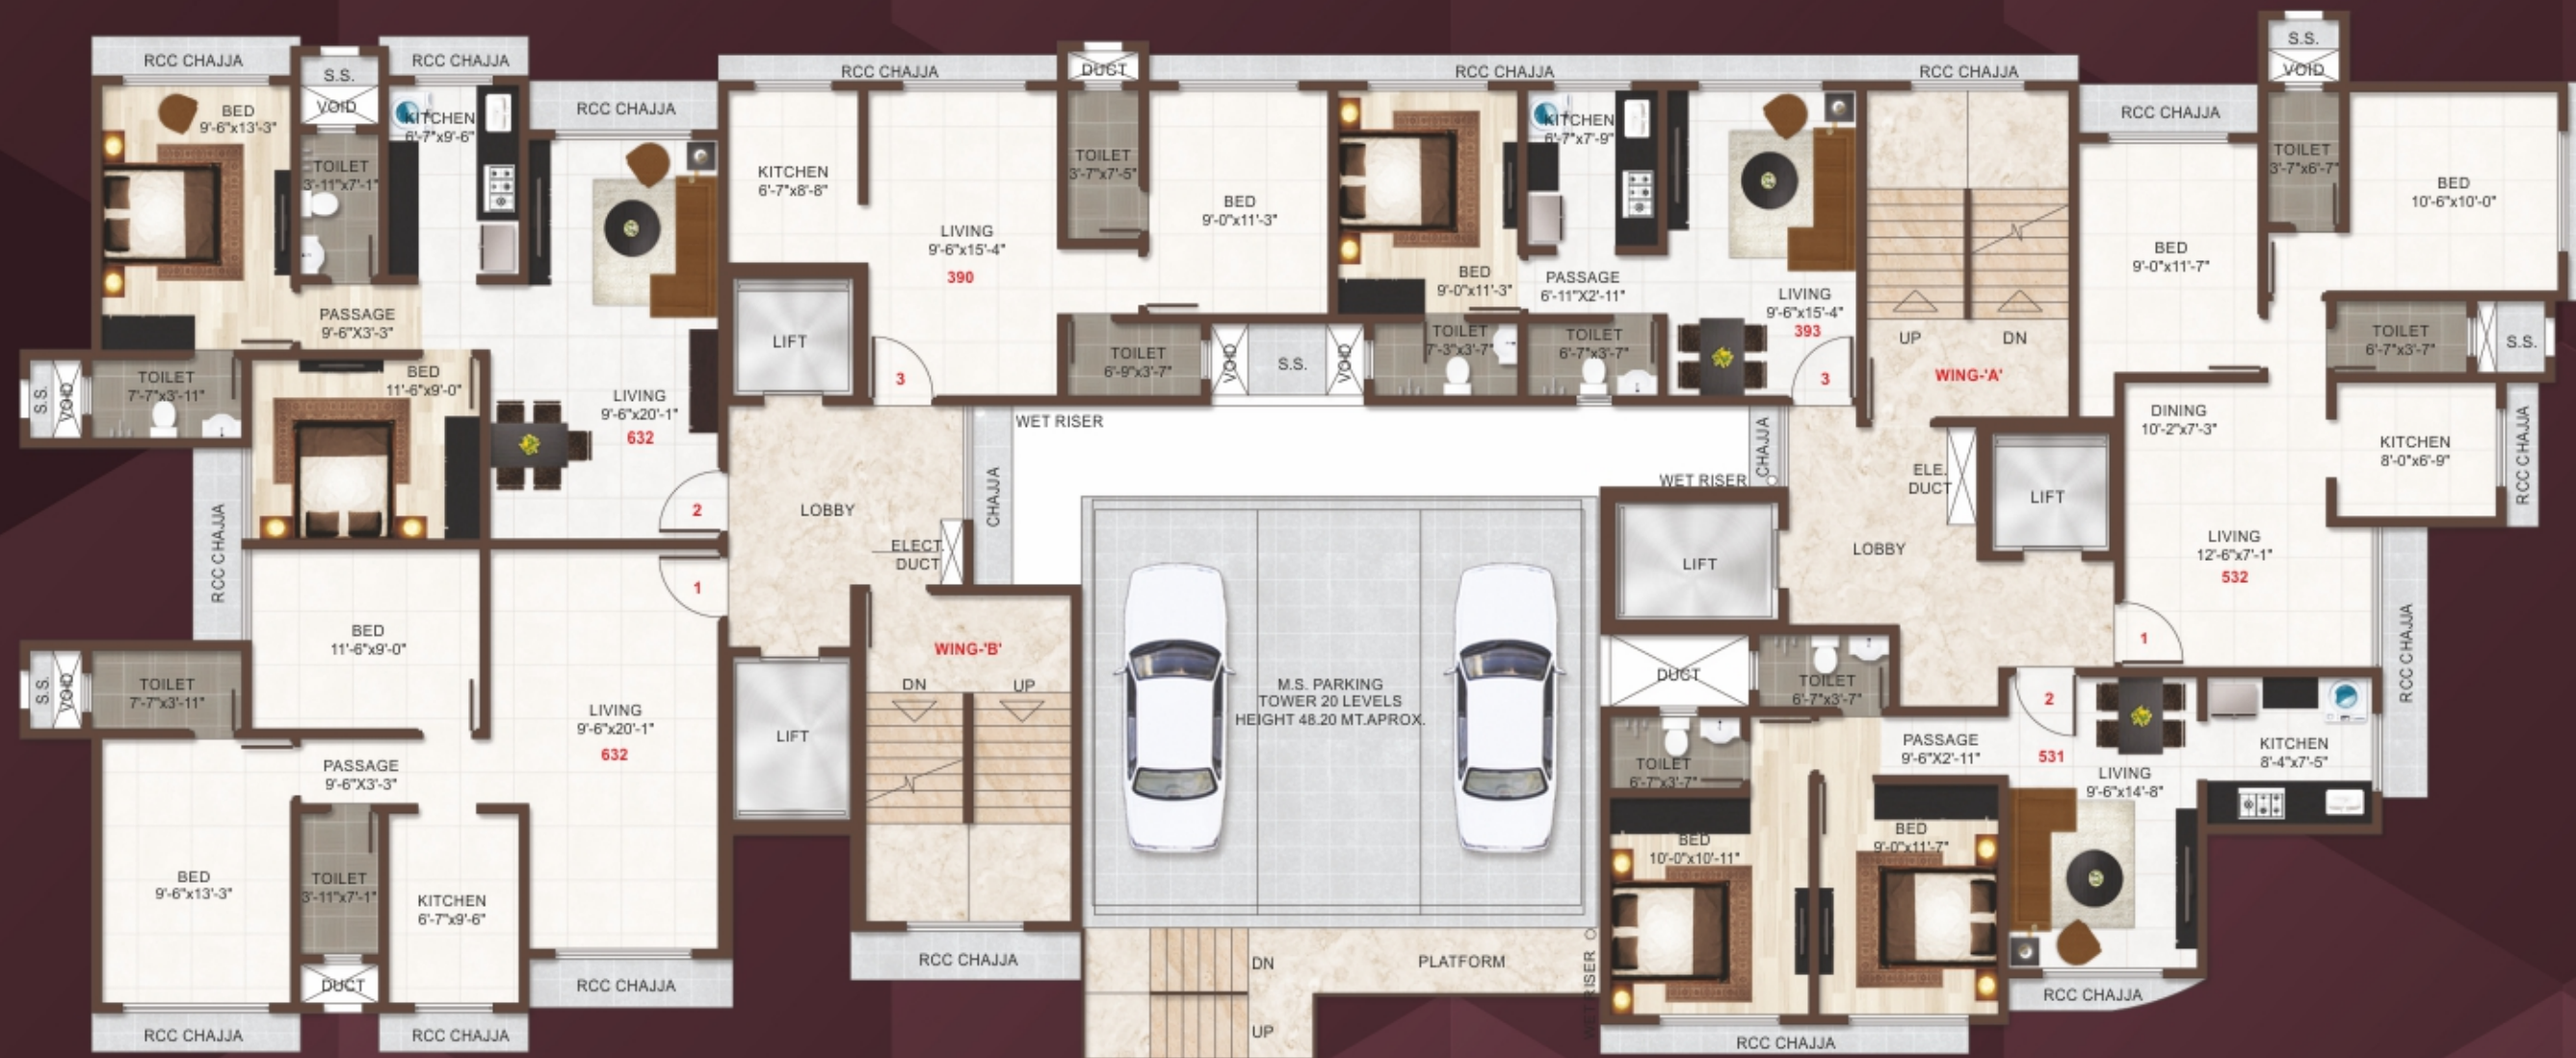 RCC CHAJJA
S.S.
VOID
RCC CHAJJA
BED
9'-6"x13'-3"
TOILET
3'-11"x7'-1"
KITCHEN
6'-7"x9'-6"
RCC CHAJJA
PASSAGE
9'-6"X3'-3"
S.S.
VOID
TOILET
7'-7"x3'-11"
BED
11'-6"x9'-0"
LIVING
9'-6"x20'-1"
632
2
RCC CHAJJA
1
BED
11'-6"x9'-0"
S.S.
VOID
TOILET
7'-7"x3'-11"
LIVING
9'-6"x20'-1"
632
PASSAGE
9'-6"X3'-3"
BED
9'-6"x13'-3"
TOILET
3'-11"x7'-1"
KITCHEN
6'-7"x9'-6"
DUCT
RCC CHAJJA
RCC CHAJJA
RCC CHAJJA
RCC CHAJJA
DUCT
KITCHEN
6'-7"x8'-8"
LIVING
9'-6"x15'-4"
390
TOILET
3'-7"x7'-5"
BED
9'-0"x11'-3"
LIFT
3
TOILET
6'-9"x3'-7"
VOID
S.S.
VOID
LOBBY
CHAJJA
WET RISER
ELECT.
DUCT
WING-'B'
DN
UP
LIFT
RCC CHAJJA
RCC CHAJJA
RCC CHAJJA
KITCHEN
6'-7"x7'-9"
BED
9'-0"x11'-3"
PASSAGE
6'-11"X2'-11"
LIVING
9'-6"x15'-4"
393
TOILET
7'-3"x3'-7"
TOILET
6'-7"x3'-7"
3
UP
DN
WING-'A'
WET RISER
CHAJJA
ELE.
DUCT
LIFT
LIFT
LOBBY
M.S. PARKING
TOWER 20 LEVELS
HEIGHT 48.20 MT.APROX.
DN
PLATFORM
UP
WET RISER
S.S.
VOID
RCC CHAJJA
TOILET
3'-7"x6'-7"
BED
10'-6"x10'-0"
BED
9'-0"x11'-7"
TOILET
6'-7"x3'-7"
S.S.
DINING
10'-2"x7'-3"
KITCHEN
8'-0"x6'-9"
RCC CHAJJA
LIVING
12'-6"x7'-1"
532
1
RCC CHAJJA
DUCT
TOILET
6'-7"x3'-7"
2
TOILET
6'-7"x3'-7"
PASSAGE
9'-6"X2'-11"
531
LIVING
9'-6"x14'-8"
KITCHEN
8'-4"x7'-5"
BED
10'-0"x10'-11"
BED
9'-0"x11'-7"
RCC CHAJJA
RCC CHAJJA